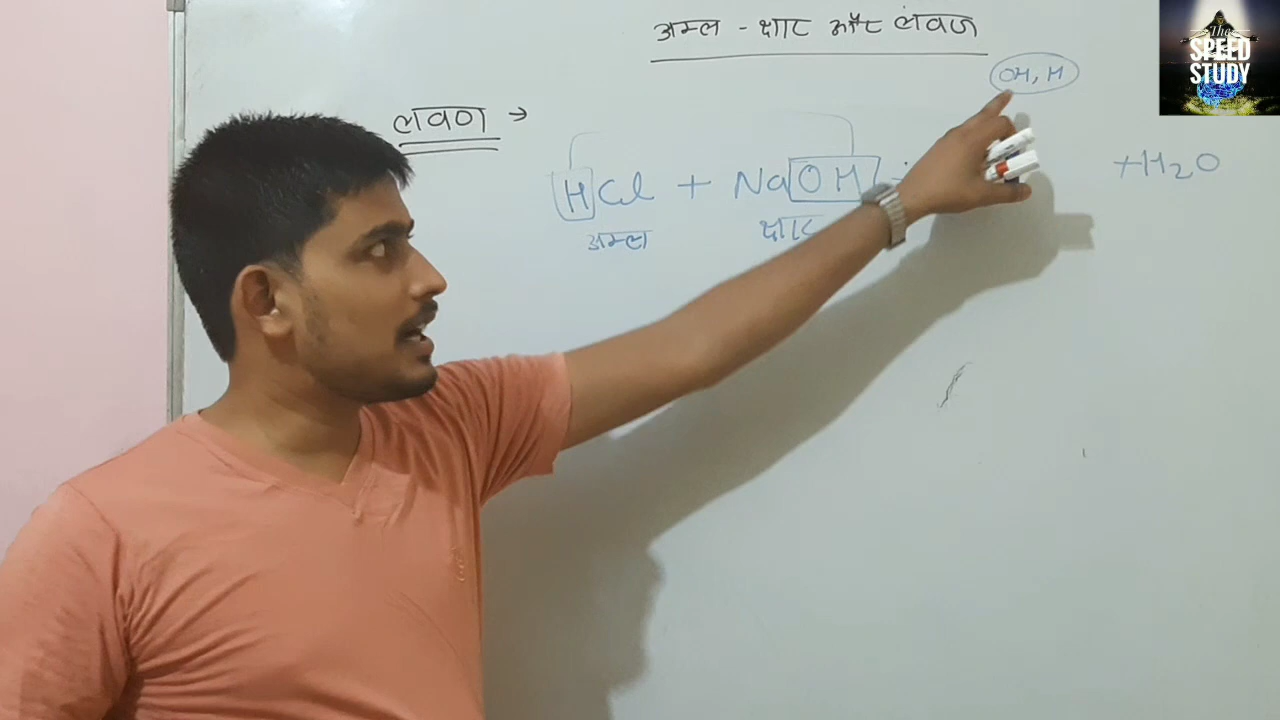 अम्ल - क्षार और लवण
The
SPEED
STUDY
OH, H
लवण →
HCl + NaOH
+ H₂O
अम्ल
क्षार